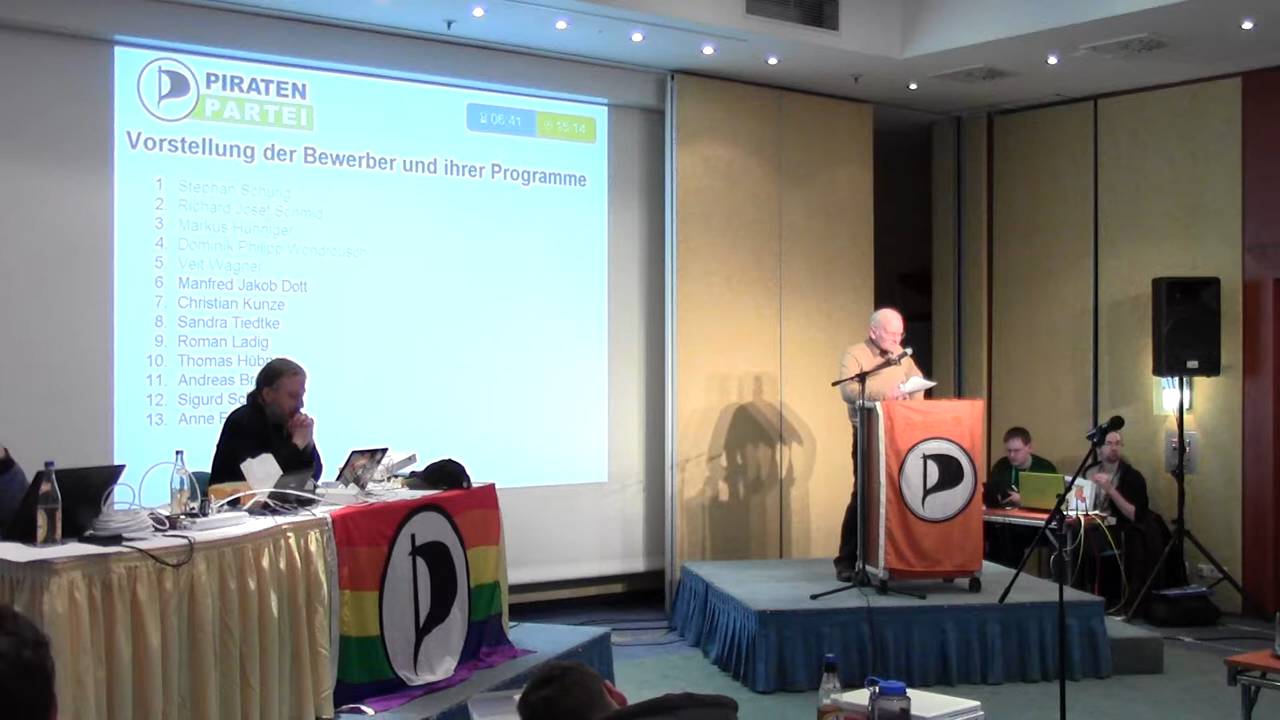 PIRATEN
PARTEI
06:41
15:14
Vorstellung der Bewerber und ihrer Programme
1. Stephan Schurig
2. Richard Josef Schmid
3. Markus Hünniger
4. Dominik Philipp Wondrousch
5. Veit Wagner
6. Manfred Jakob Dott
7. Christian Kunze
8. Sandra Tiedtke
9. Roman Ladig
10. Thomas
11. Andreas
12. Sigurd
13. Anne